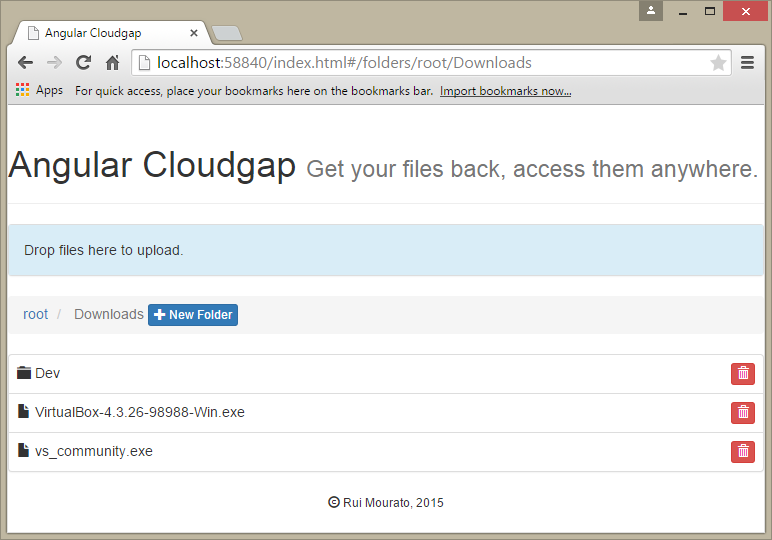 Angular Cloudgap
localhost:58840/index.html#/folders/root/Downloads
Apps For quick access, place your bookmarks here on the bookmarks bar. Import bookmarks now...
Angular Cloudgap Get your files back, access them anywhere.
Drop files here to upload.
root / Downloads New Folder
Dev
VirtualBox-4.3.26-98988-Win.exe
vs_community.exe
© Rui Mourato, 2015